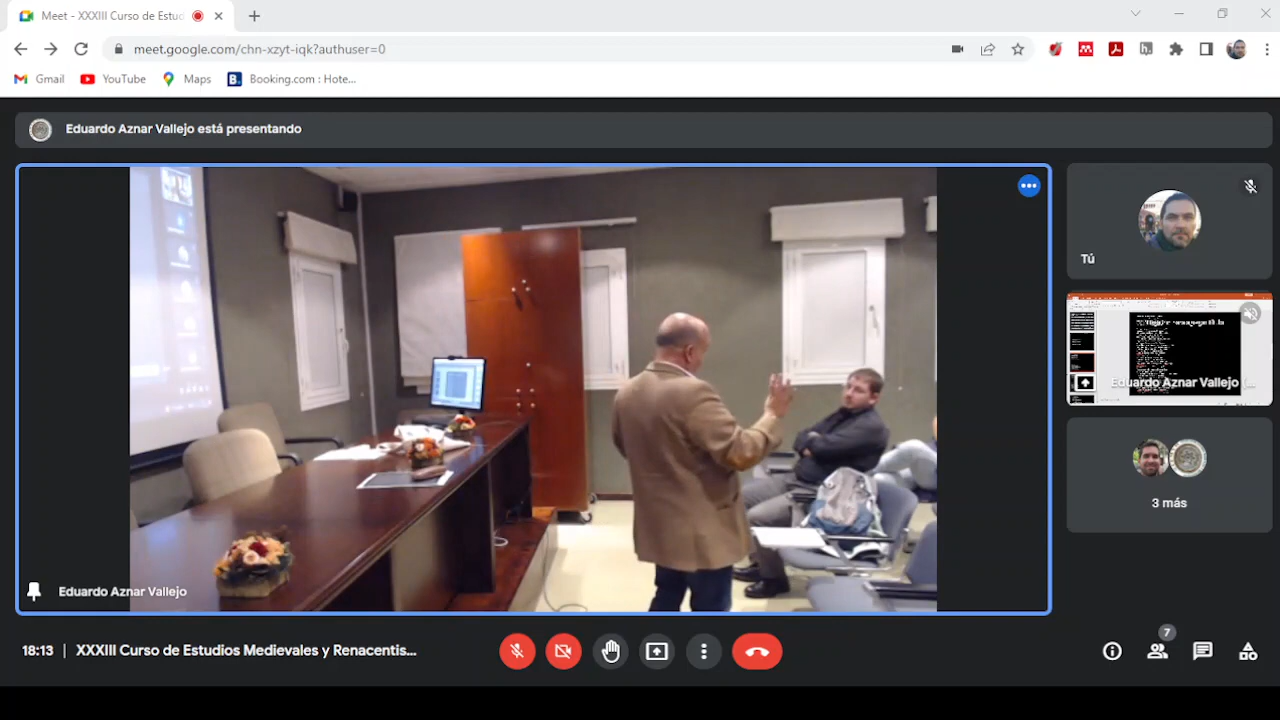 Meet - XXXIII Curso de Estud
meet.google.com/chn-xzyt-iqk?authuser=0
Gmail
YouTube
Maps
B.
Booking.com : Hote...
Eduardo Aznar Vallejo está presentando
Tú
Eduardo Aznar Vallejo (...
3 más
Eduardo Aznar Vallejo
18:13 | XXXIII Curso de Estudios Medievales y Renacentis...
7